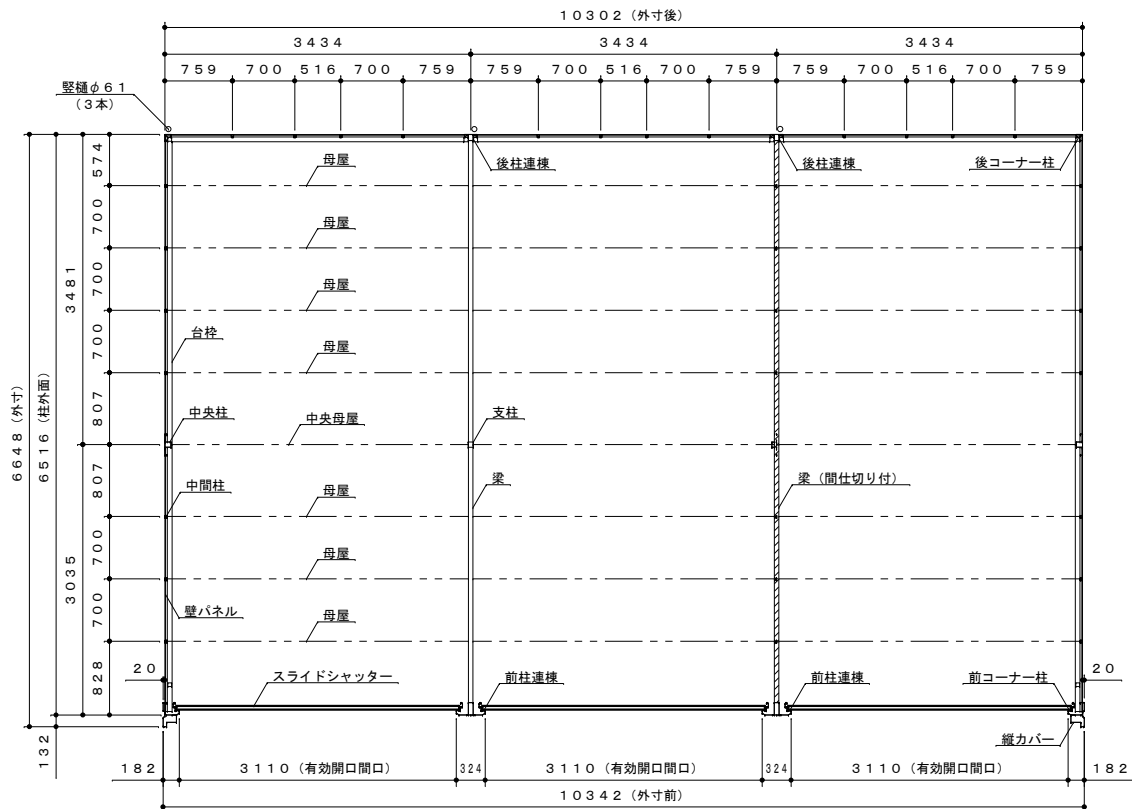 １０３０２（外寸後）
３４３４ ３４３４ ３４３４
７５９ ７００ ５１６ ７００ ７５９ ７５９ ７００ ５１６ ７００ ７５９ ７５９ ７００ ５１６ ７００ ７５９
竪樋φ６１
（３本）
後柱連棟 後柱連棟 後コーナー柱
母屋
母屋
母屋
母屋
台枠
中央柱 中央母屋 支柱
中間柱 母屋 梁 梁（間仕切り付）
母屋
壁パネル 母屋
スライドシャッター 前柱連棟 前柱連棟 前コーナー柱
縦カバー
６６４８（外寸）
６５１６（柱外面）
１３２
３４８１
３０３５
５７４
７００
７００
７００
８０７
８０７
７００
７００
８２８
２０ ２０
１８２ ３１１０（有効開口間口） ３２４ ３１１０（有効開口間口） ３２４ ３１１０（有効開口間口） １８２
１０３４２（外寸前）